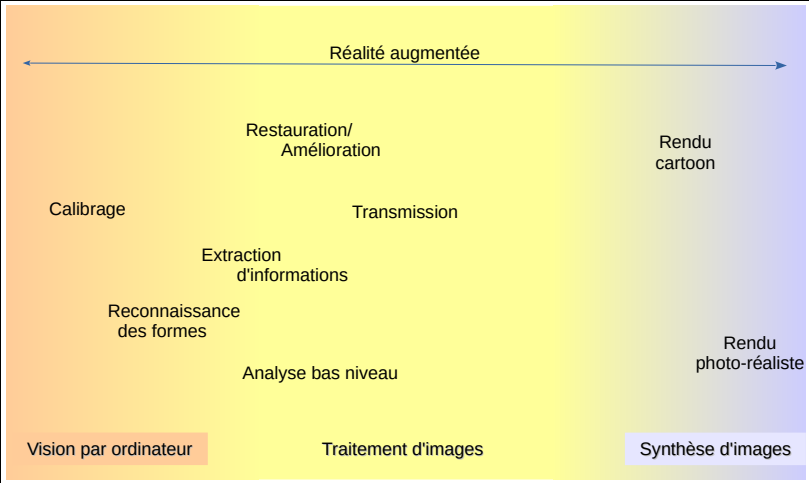 Réalité augmentée
Restauration/
Amélioration
Rendu
cartoon
Calibrage
Transmission
Extraction
d'informations
Reconnaissance
des formes
Rendu
photo-réaliste
Analyse bas niveau
Vision par ordinateur
Traitement d'images
Synthèse d'images